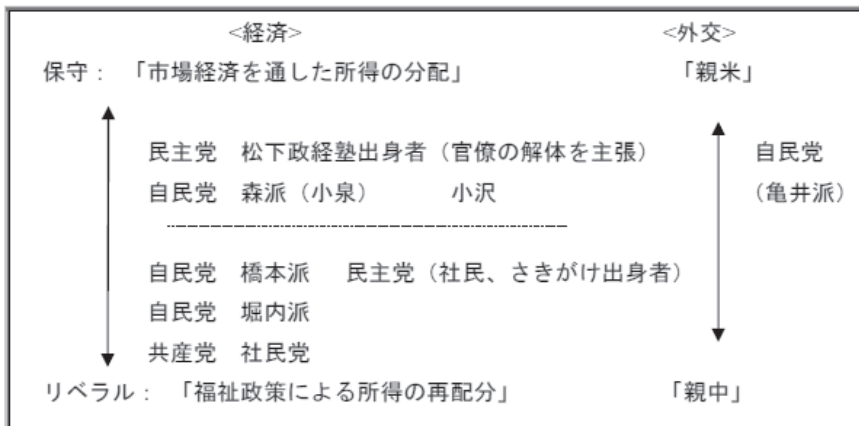 <経済> <外交>
保守： 「市場経済を通した所得の分配」 「親米」
民主党 松下政経塾出身者（官僚の解体を主張） 自民党
自民党 森派（小泉） 小沢 （亀井派）
自民党 橋本派 民主党（社民、さきがけ出身者）
自民党 堀内派
共産党 社民党
リベラル： 「福祉政策による所得の再配分」 「親中」